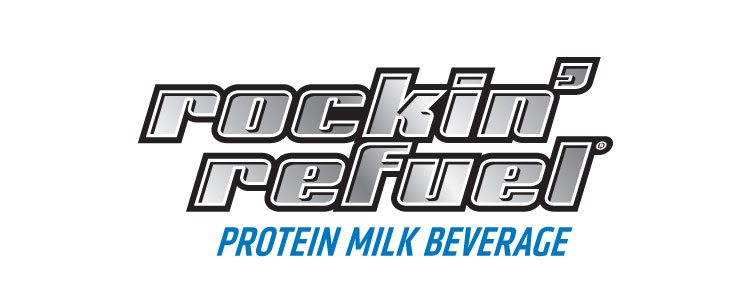 rockin'
refuel®
PROTEIN MILK BEVERAGE